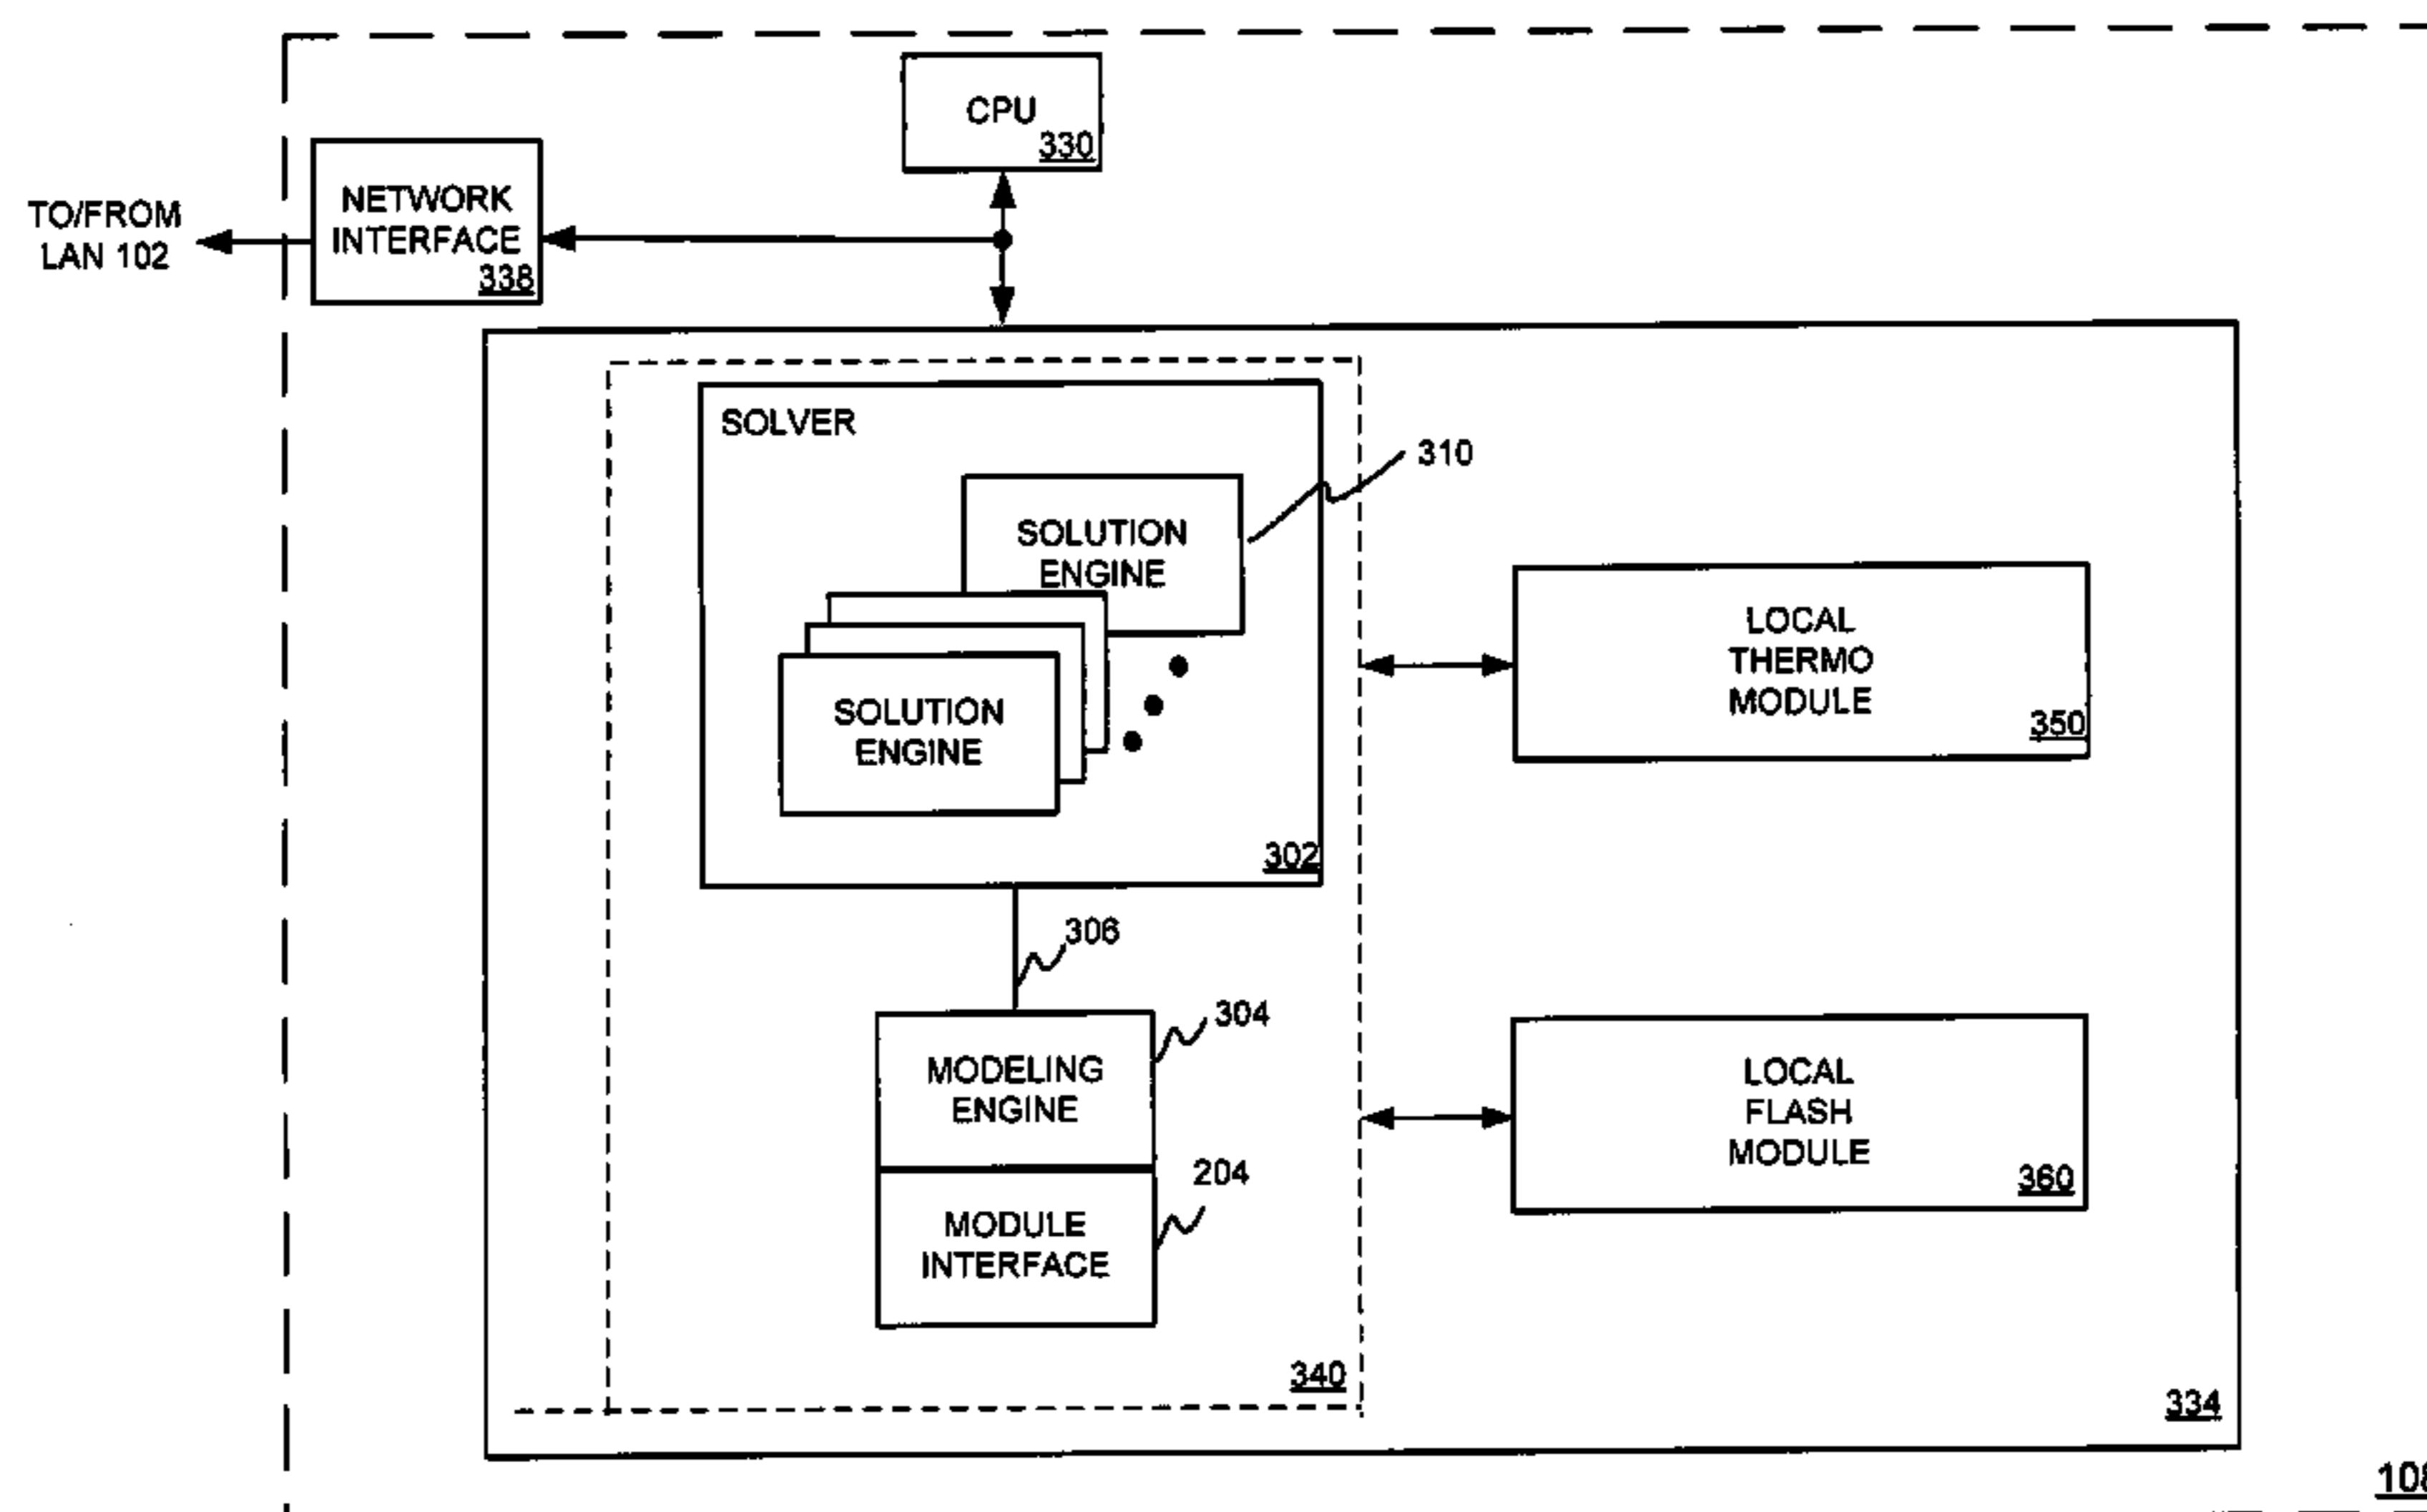 CPU
330
NETWORK
INTERFACE
338
TO/FROM
LAN 102
SOLVER
310
SOLUTION
ENGINE
SOLUTION
ENGINE
302
LOCAL
THERMO
MODULE
350
306
304
MODELING
ENGINE
204
MODULE
INTERFACE
LOCAL
FLASH
MODULE
360
340
334